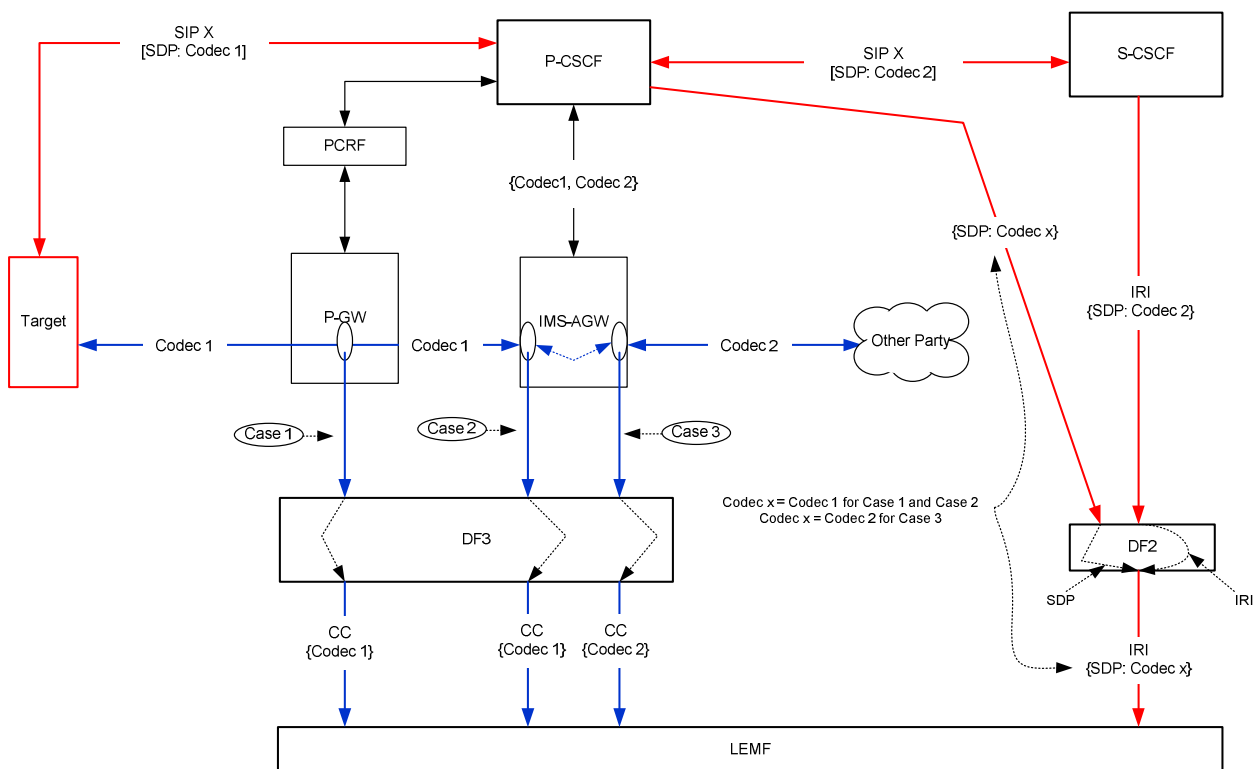 SIP X
[SDP: Codec 1]
P-CSCF
SIP X
[SDP: Codec 2]
S-CSCF
PCRF
{Codec1, Codec 2}
{SDP: Codec x}
Target
P-GW
IMS-AGW
IRI
{SDP: Codec 2}
Codec 1
Codec 1
Codec 2
Other Party
Case 1
Case 2
Case 3
Codec x = Codec 1 for Case 1 and Case 2
Codec x = Codec 2 for Case 3
DF3
DF2
SDP
IRI
CC
{Codec 1}
CC
{Codec 1}
CC
{Codec 2}
IRI
{SDP: Codec x}
LEMF